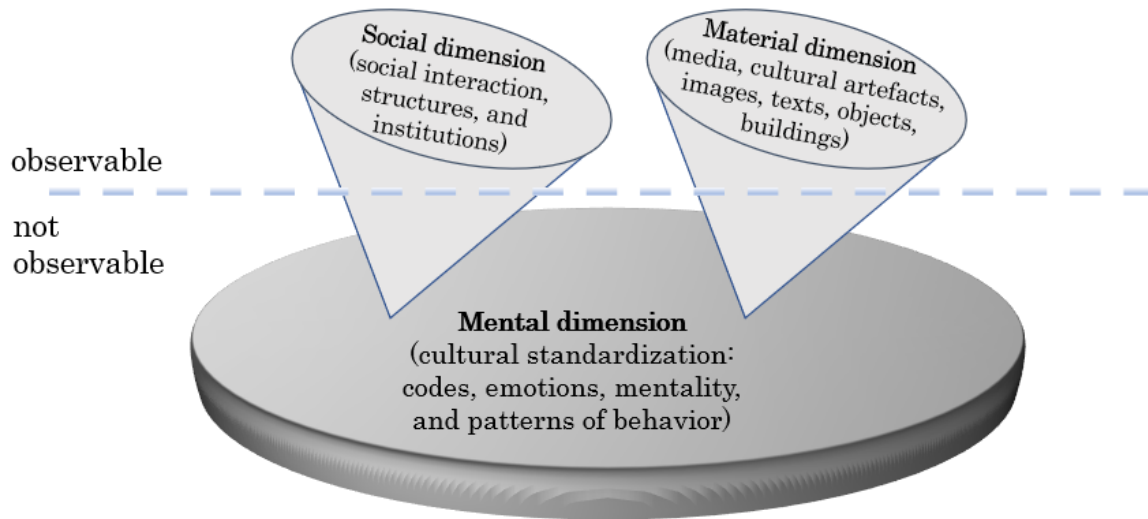 Social dimension
(social interaction,
structures, and
institutions)
Material dimension
(media, cultural artefacts,
images, texts, objects,
buildings)
observable
not
observable
Mental dimension
(cultural standardization:
codes, emotions, mentality,
and patterns of behavior)